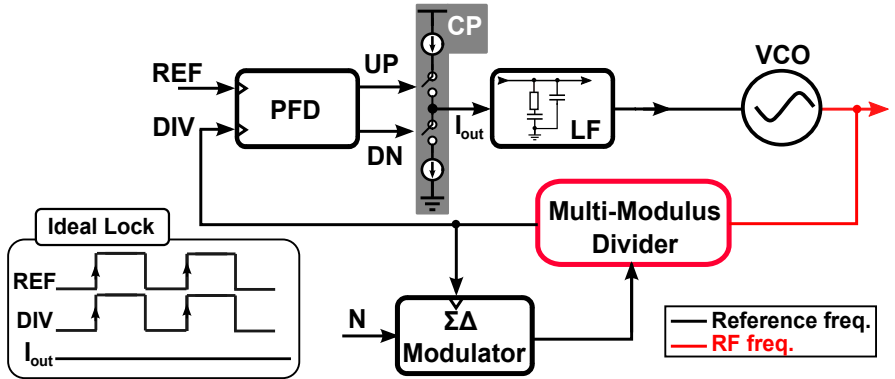 CP
VCO
REF
UP
PFD
DIV
DN
I_out
LF
Multi-Modulus
Divider
Ideal Lock
REF
DIV
I_out
N
ΣΔ
Modulator
Reference freq.
RF freq.